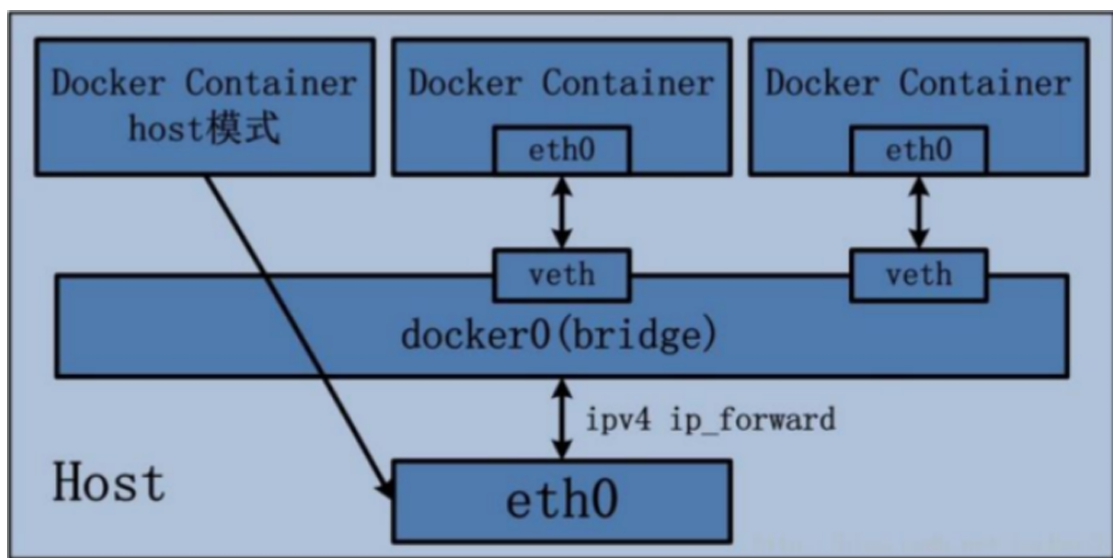 Docker Container
host模式
Docker Container
eth0
Docker Container
eth0
veth
veth
docker0(bridge)
ipv4 ip_forward
Host
eth0